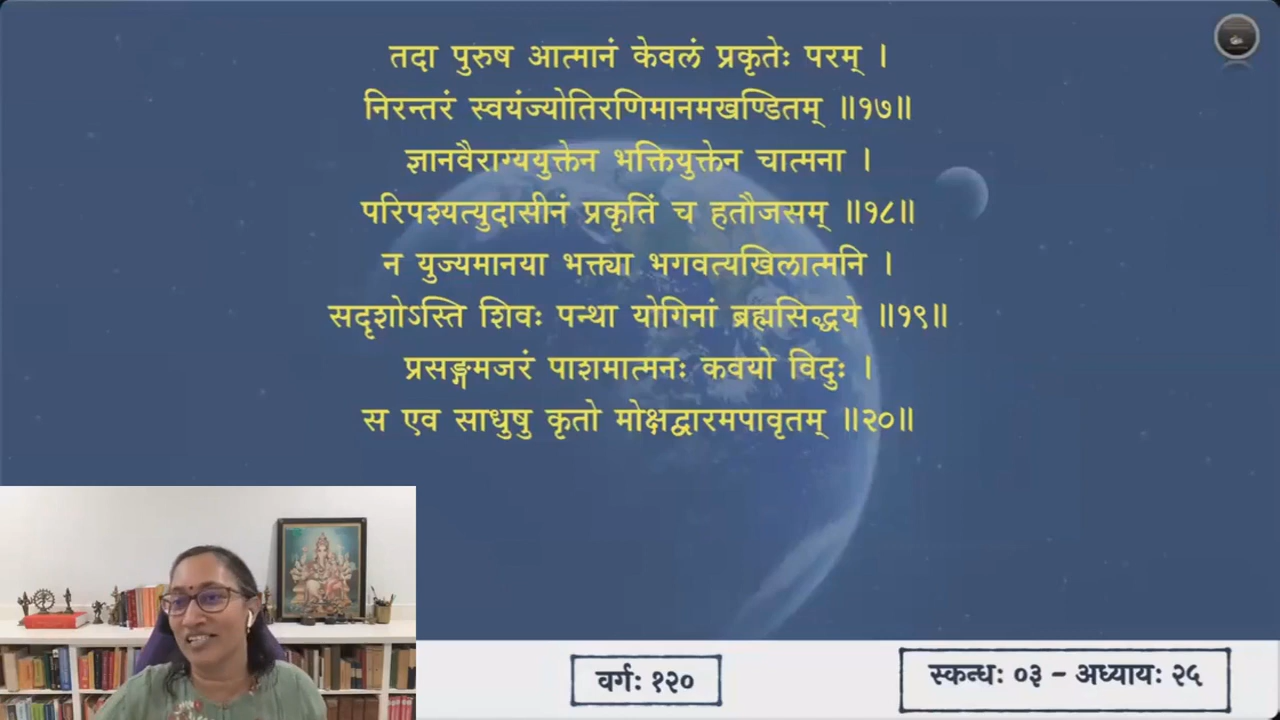 तदा पुरुष आत्मानं केवलं प्रकृतेः परम् ।
निरन्तरं स्वयंज्योतिरणिमानमखण्डितम् ॥१७॥
ज्ञानवैराग्ययुक्तेन भक्तियुक्तेन चात्मना ।
परिपश्यत्युदासीनं प्रकृतिं च हतौजसम् ॥१८॥
न युज्यमानया भक्त्या भगवत्यखिलात्मनि ।
सदृशोऽस्ति शिवः पन्था योगिनां ब्रह्मसिद्धये ॥१९॥
प्रसङ्गमजरं पाशमात्मनः कवयो विदुः ।
स एव साधुषु कृतो मोक्षद्वारमपावृतम् ॥२०॥
वर्गः १२०
स्कन्धः ०३ - अध्यायः २५